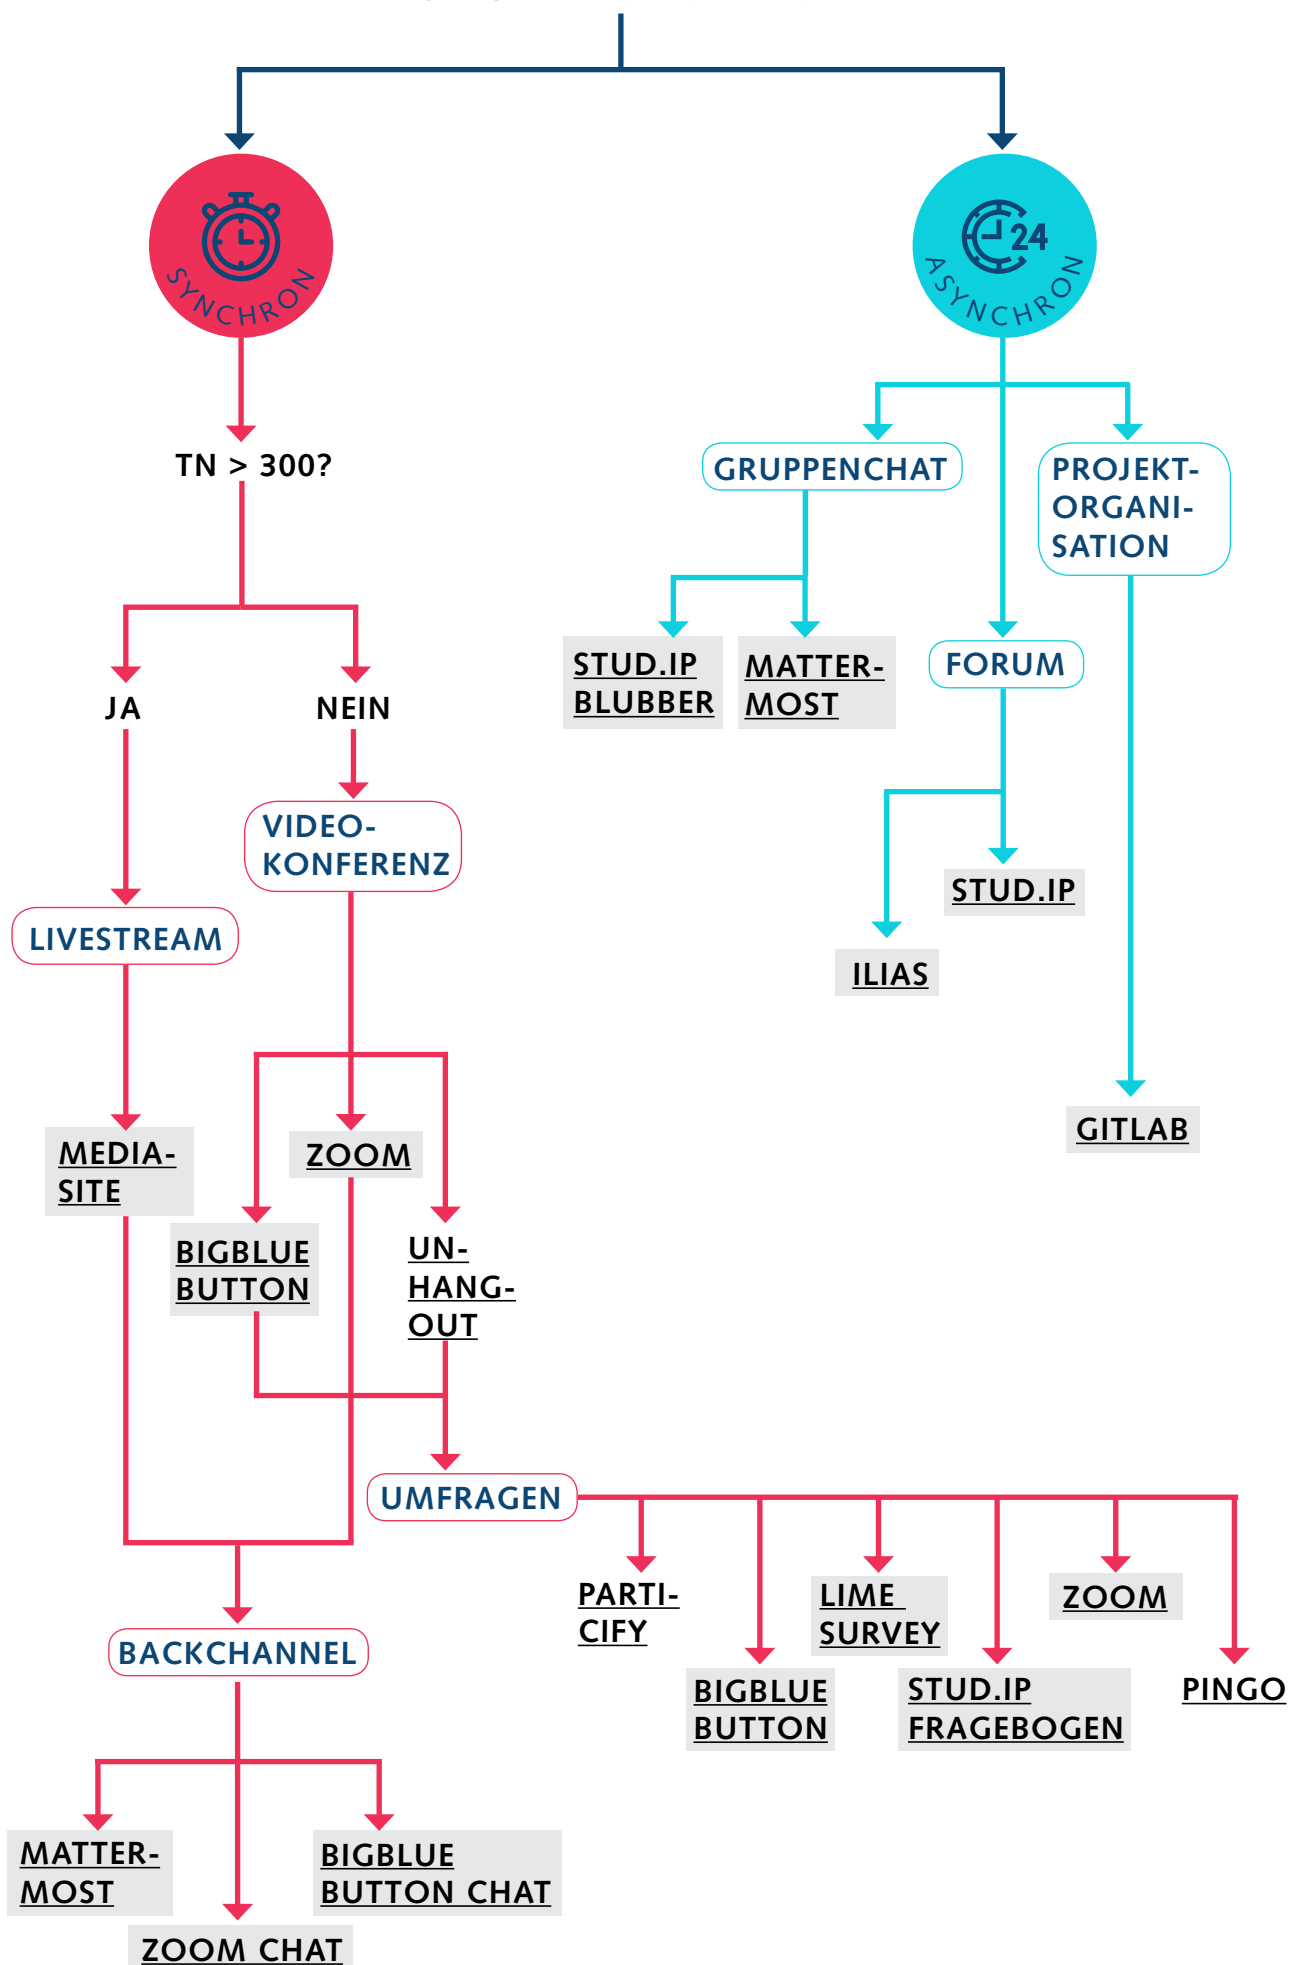 SYNCHRON
24
ASYNCHRON
TN > 300?
GRUPPENCHAT
PROJEKT-
ORGANI-
SATION
STUD.IP
BLUBBER
MATTER-
MOST
FORUM
JA
NEIN
VIDEO-
KONFERENZ
STUD.IP
LIVESTREAM
ILIAS
GITLAB
MEDIA-
SITE
ZOOM
BIGBLUE
BUTTON
UN-
HANG-
OUT
UMFRAGEN
PARTI-
CIFY
LIME
SURVEY
ZOOM
BIGBLUE
BUTTON
STUD.IP
FRAGEBOGEN
PINGO
BACKCHANNEL
MATTER-
MOST
BIGBLUE
BUTTON CHAT
ZOOM CHAT